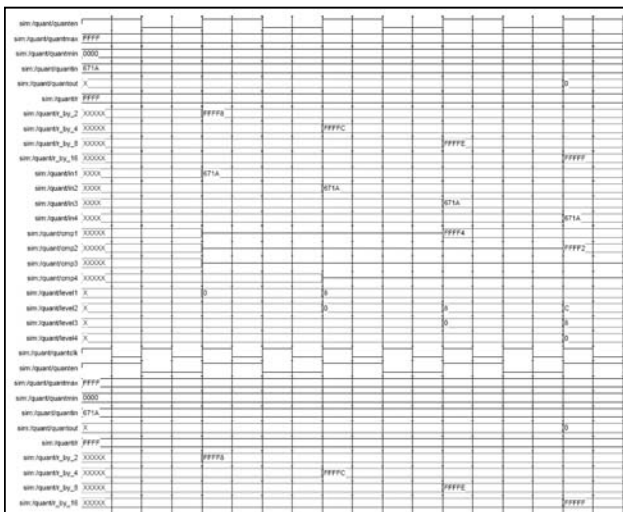 sim:/quant/quanten
sim:/quant/quantmax FFFF
sim:/quant/quantmin 0000
sim:/quant/quantin 671A
sim:/quant/quantout X 0
sim:/quant/r FFFF
sim:/quant/r_by_2 XXXXX FFFF8
sim:/quant/r_by_4 XXXXX FFFFC
sim:/quant/r_by_8 XXXXX FFFFE
sim:/quant/r_by_16 XXXXX FFFFF
sim:/quant/in1 XXXX 671A
sim:/quant/in2 XXXX 671A
sim:/quant/in3 XXXX 671A
sim:/quant/in4 XXXX 671A
sim:/quant/cmp1 XXXXX FFFF4
sim:/quant/cmp2 XXXXX FFFF2
sim:/quant/cmp3 XXXXX
sim:/quant/cmp4 XXXXX
sim:/quant/level1 X 0 8
sim:/quant/level2 X 0 8 C
sim:/quant/level3 X 0 8
sim:/quant/level4 X 0
sim:/quant/quantclk
sim:/quant/quanten
sim:/quant/quantmax FFFF
sim:/quant/quantmin 0000
sim:/quant/quantin 671A
sim:/quant/quantout X 0
sim:/quant/r FFFF
sim:/quant/r_by_2 XXXXX FFFF8
sim:/quant/r_by_4 XXXXX FFFFC
sim:/quant/r_by_8 XXXXX FFFFE
sim:/quant/r_by_16 XXXXX FFFFF